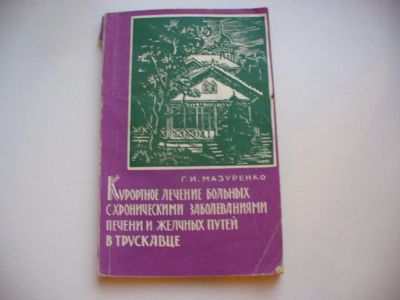 Г. И. МАЗУРЕНКО
КУРОРТНОЕ ЛЕЧЕНИЕ БОЛЬНЫХ
С ХРОНИЧЕСКИМИ ЗАБОЛЕВАНИЯМИ
ПЕЧЕНИ И ЖЕЛЧНЫХ ПУТЕЙ
В ТРУСКАВЦЕ